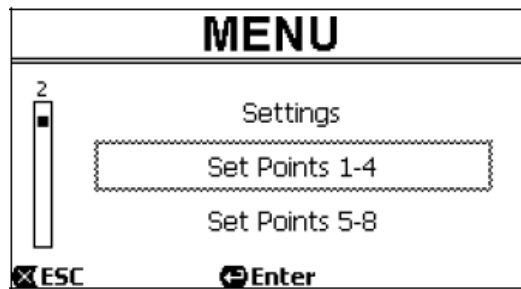 MENU
2
Settings
Set Points 1-4
Set Points 5-8
ESC Enter